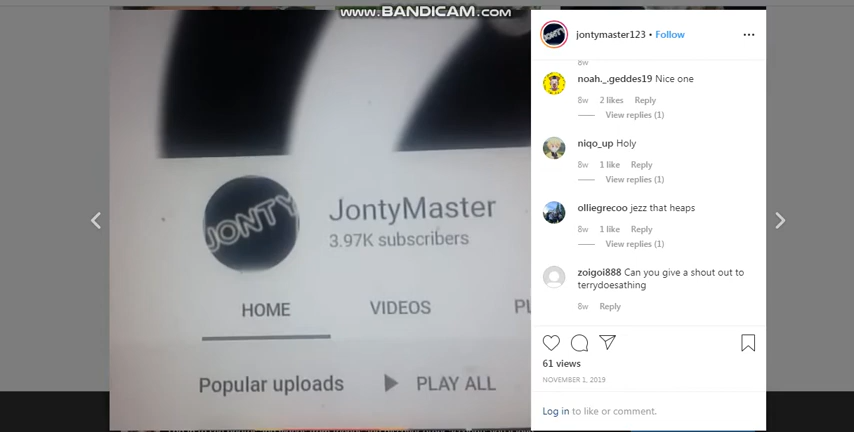 WWW.BANDICAM.COM
JONTY
JontyMaster
3.97K subscribers
HOME VIDEOS PL
Popular uploads PLAY ALL
JONTY
jontymaster123 • Follow
8w
noah._.geddes19 Nice one
8w 2 likes Reply
View replies (1)
niqo_up Holy
8w 1 like Reply
View replies (1)
olliegrecoo jezz that heaps
8w 1 like Reply
View replies (1)
zoigoi888 Can you give a shout out to
terrydoesathing
8w Reply
61 views
NOVEMBER 1, 2019
Log in to like or comment.